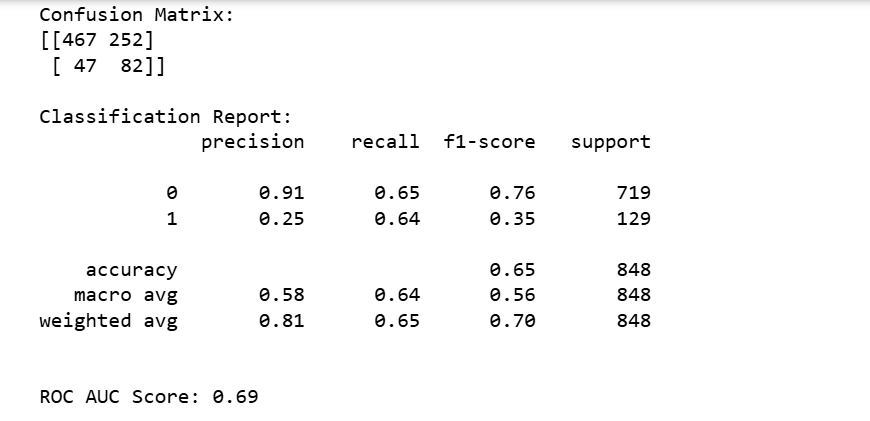 Confusion Matrix:
[[467 252]
 [ 47  82]]
Classification Report:
              precision    recall  f1-score   support
           0       0.91      0.65      0.76       719
           1       0.25      0.64      0.35       129
    accuracy                           0.65       848
   macro avg       0.58      0.64      0.56       848
weighted avg       0.81      0.65      0.70       848
ROC AUC Score: 0.69